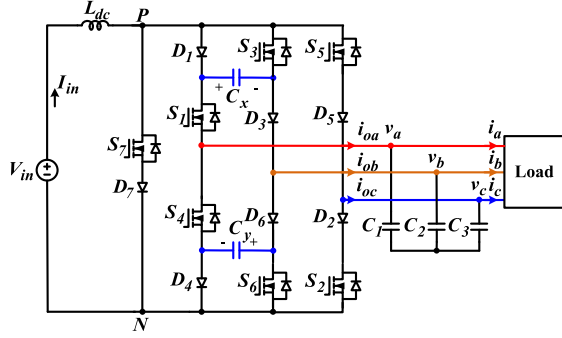 L_dc P
D_1 S_3 S_5
I_in + C_x -
S_1 D_3 D_5
i_oa v_a i_a
S_7 i_ob v_b i_b
V_in i_oc v_c i_c Load
D_7 S_4 D_6 D_2 C_1 C_2 C_3
- C_y +
D_4 S_6 S_2
N